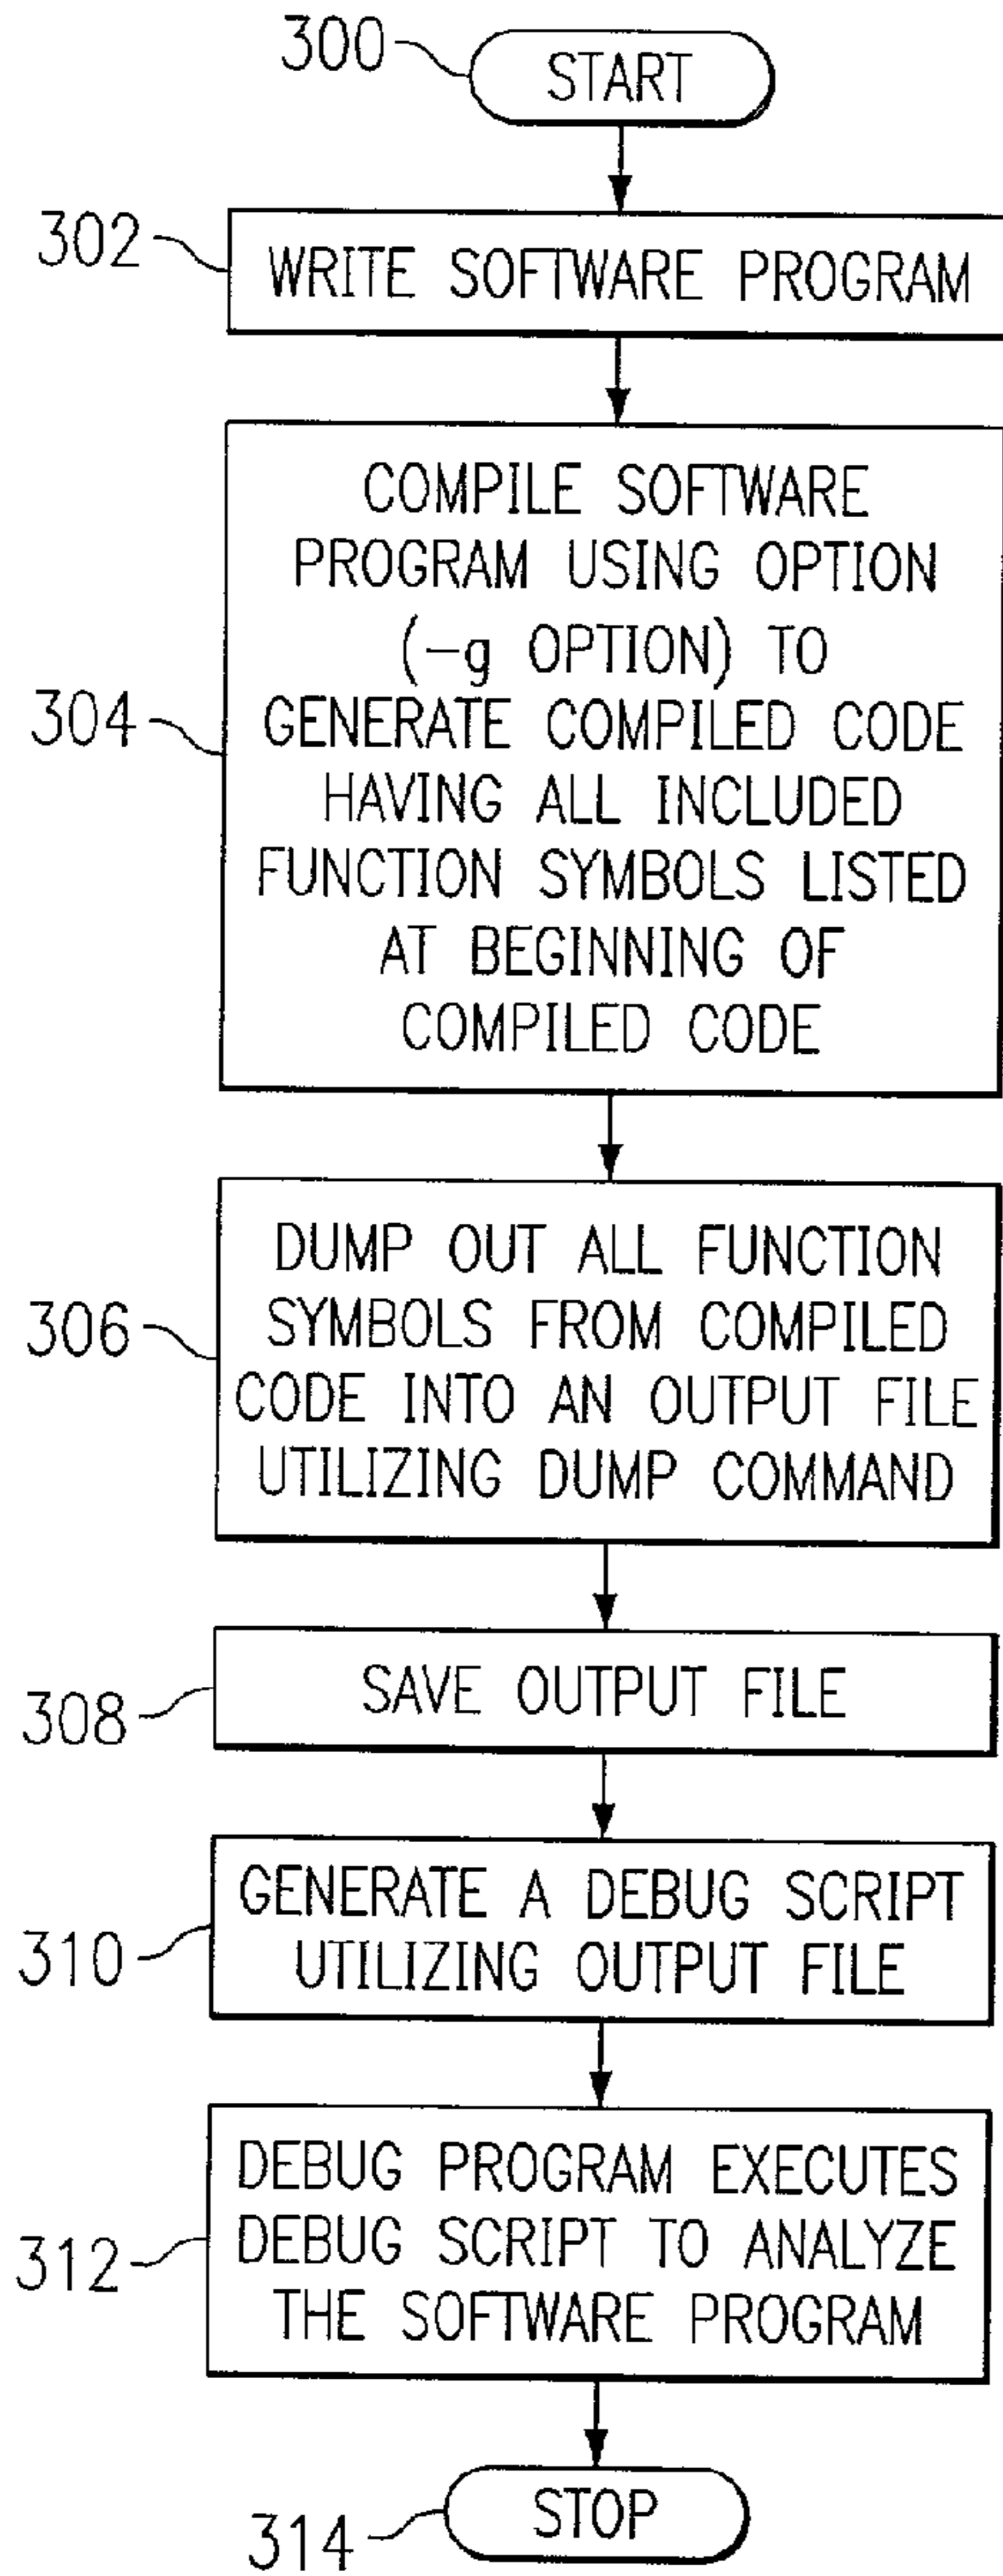 300
START
302
WRITE SOFTWARE PROGRAM
304
COMPILE SOFTWARE
PROGRAM USING OPTION
(-g OPTION) TO
GENERATE COMPILED CODE
HAVING ALL INCLUDED
FUNCTION SYMBOLS LISTED
AT BEGINNING OF
COMPILED CODE
306
DUMP OUT ALL FUNCTION
SYMBOLS FROM COMPILED
CODE INTO AN OUTPUT FILE
UTILIZING DUMP COMMAND
308
SAVE OUTPUT FILE
310
GENERATE A DEBUG SCRIPT
UTILIZING OUTPUT FILE
312
DEBUG PROGRAM EXECUTES
DEBUG SCRIPT TO ANALYZE
THE SOFTWARE PROGRAM
314
STOP